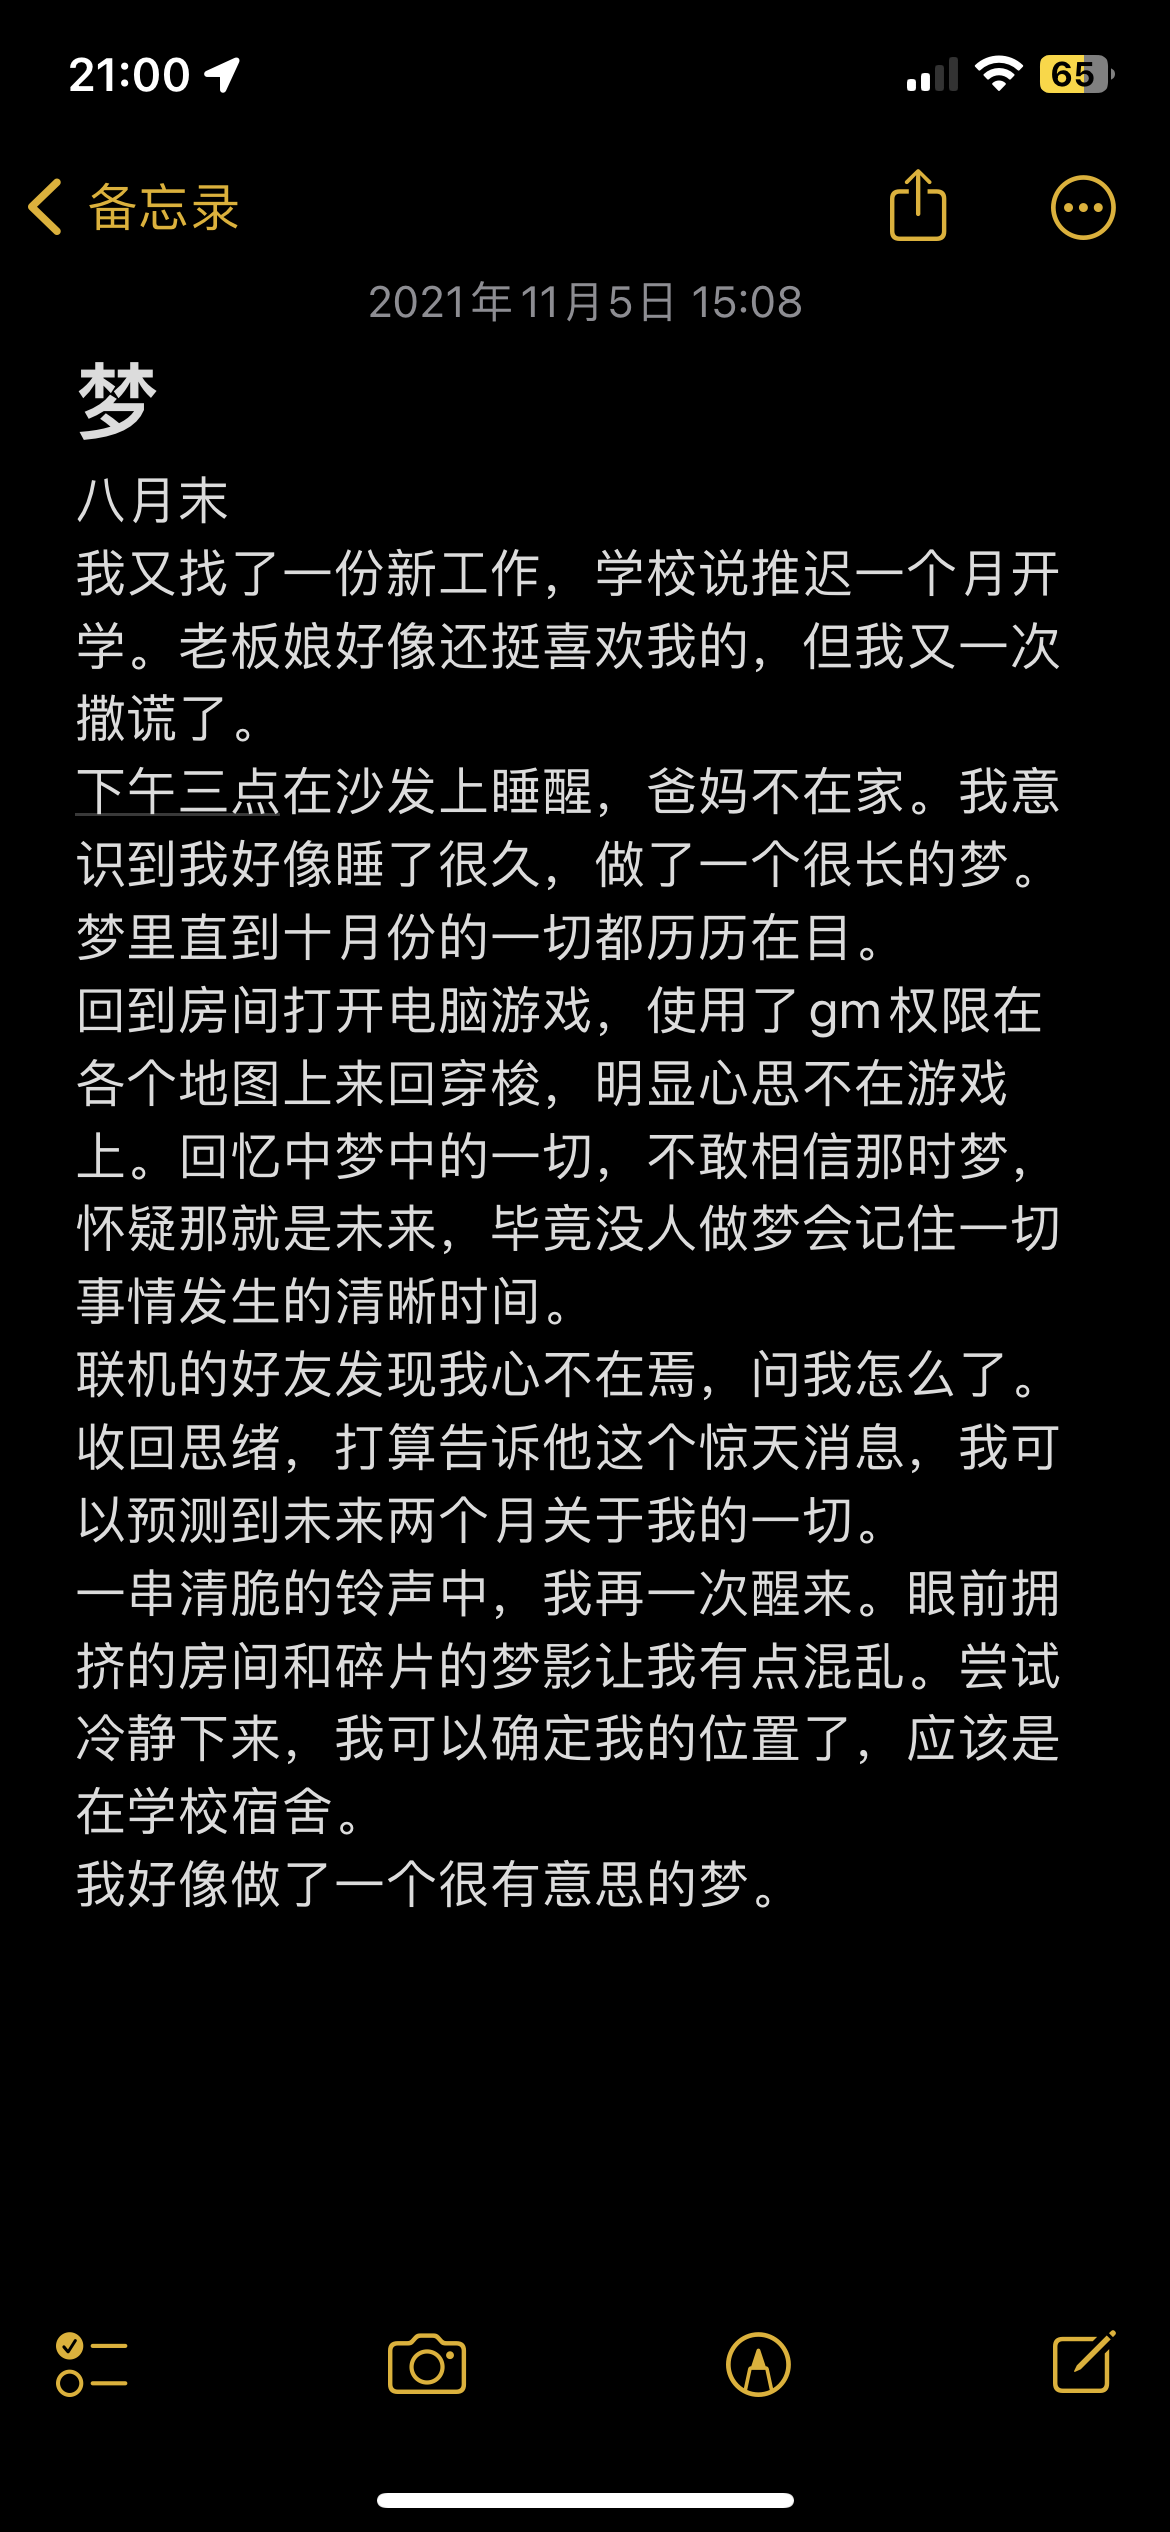 21:00
65
备忘录
2021年11月5日 15:08
梦
八月末
我又找了一份新工作，学校说推迟一个月开
学。老板娘好像还挺喜欢我的，但我又一次
撒谎了。
下午三点在沙发上睡醒，爸妈不在家。我意
识到我好像睡了很久，做了一个很长的梦。
梦里直到十月份的一切都历历在目。
回到房间打开电脑游戏，使用了gm权限在
各个地图上来回穿梭，明显心思不在游戏
上。回忆中梦中的一切，不敢相信那时梦，
怀疑那就是未来，毕竟没人做梦会记住一切
事情发生的清晰时间。
联机的好友发现我心不在焉，问我怎么了。
收回思绪，打算告诉他这个惊天消息，我可
以预测到未来两个月关于我的一切。
一串清脆的铃声中，我再一次醒来。眼前拥
挤的房间和碎片的梦影让我有点混乱。尝试
冷静下来，我可以确定我的位置了，应该是
在学校宿舍。
我好像做了一个很有意思的梦。